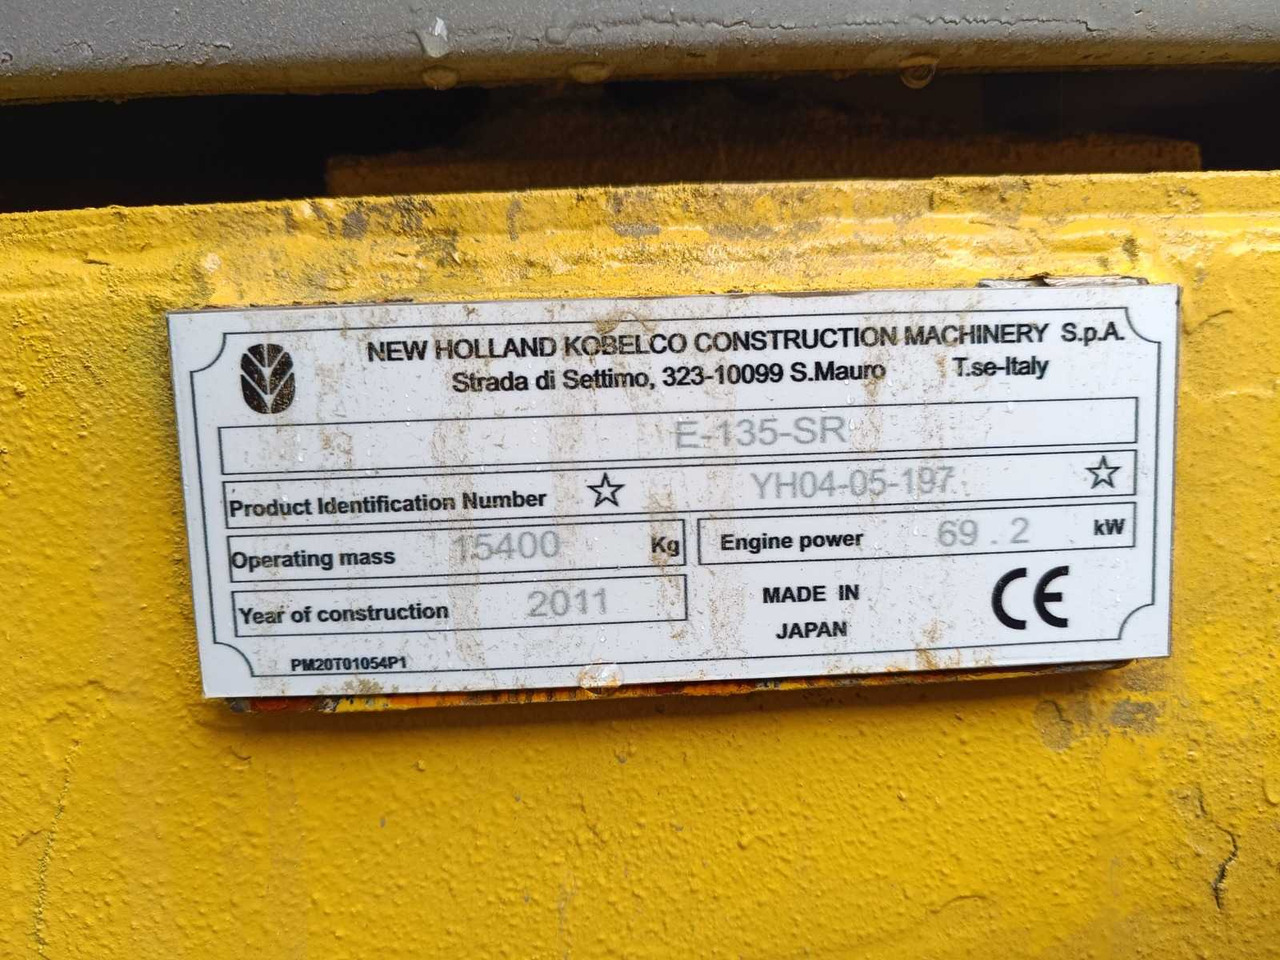 NEW HOLLAND KOBELCO CONSTRUCTION MACHINERY S.p.A.
Strada di Settimo, 323-10099 S.Mauro T.se-Italy
E-135-SR
Product Identification Number ☆ YH04-05-197 ☆
Operating mass 15400 Kg Engine power 69.2 kW
Year of construction 2011 MADE IN
JAPAN
CE
PM20T01054P1